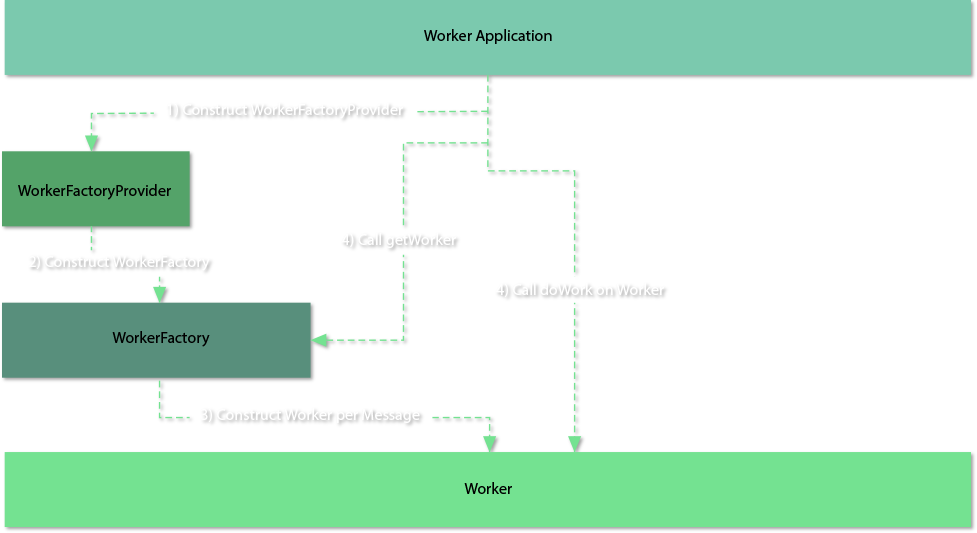 Worker Application
1) Construct WorkerFactoryProvider
WorkerFactoryProvider
4) Call getWorker
2) Construct WorkerFactory
4) Call doWork on Worker
WorkerFactory
3) Construct Worker per Message
Worker